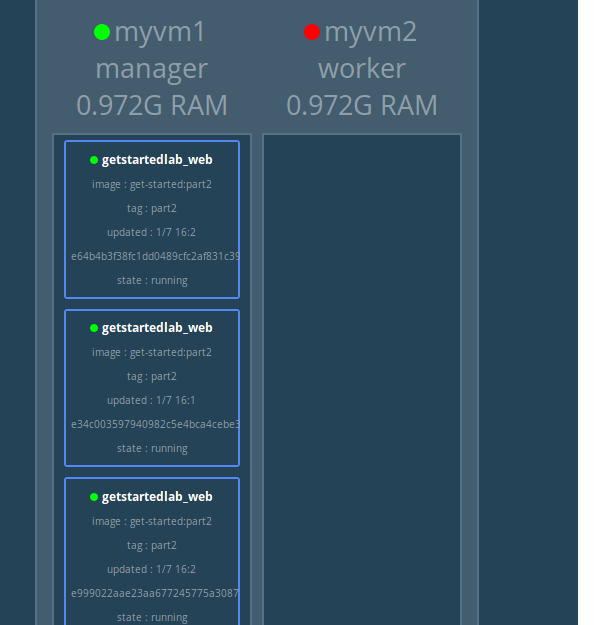 myvm1
manager
0.972G RAM
getstartedlab_web
image : get-started:part2
tag : part2
updated : 1/7 16:2
e64b4b3f38fc1dd0489cfc2af831c39
state : running
getstartedlab_web
image : get-started:part2
tag : part2
updated : 1/7 16:1
e34c003597940982c5e4bca4cebe3
state : running
getstartedlab_web
image : get-started:part2
tag : part2
updated : 1/7 16:2
e999022aae23aa677245775a3087
state : running
myvm2
worker
0.972G RAM